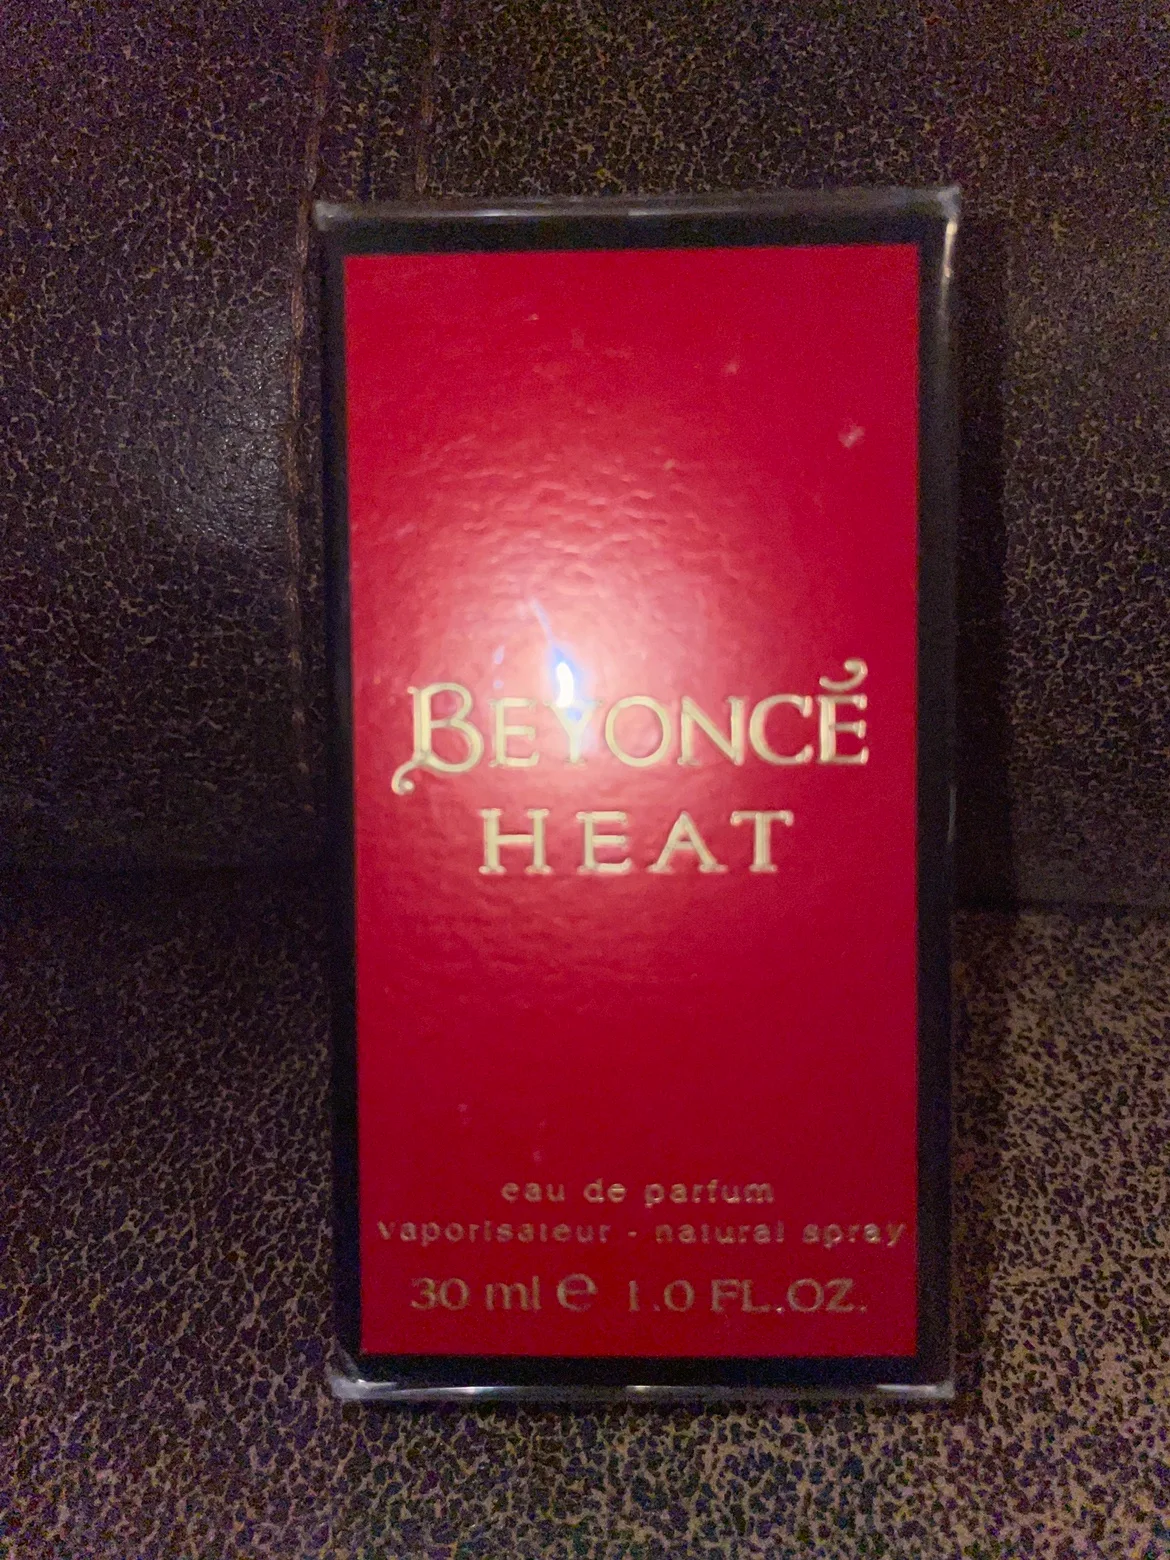 BEYONCÉ
HEAT
eau de parfum
vaporisateur - natural spray
30 ml ℮ 1.0 FL.OZ.